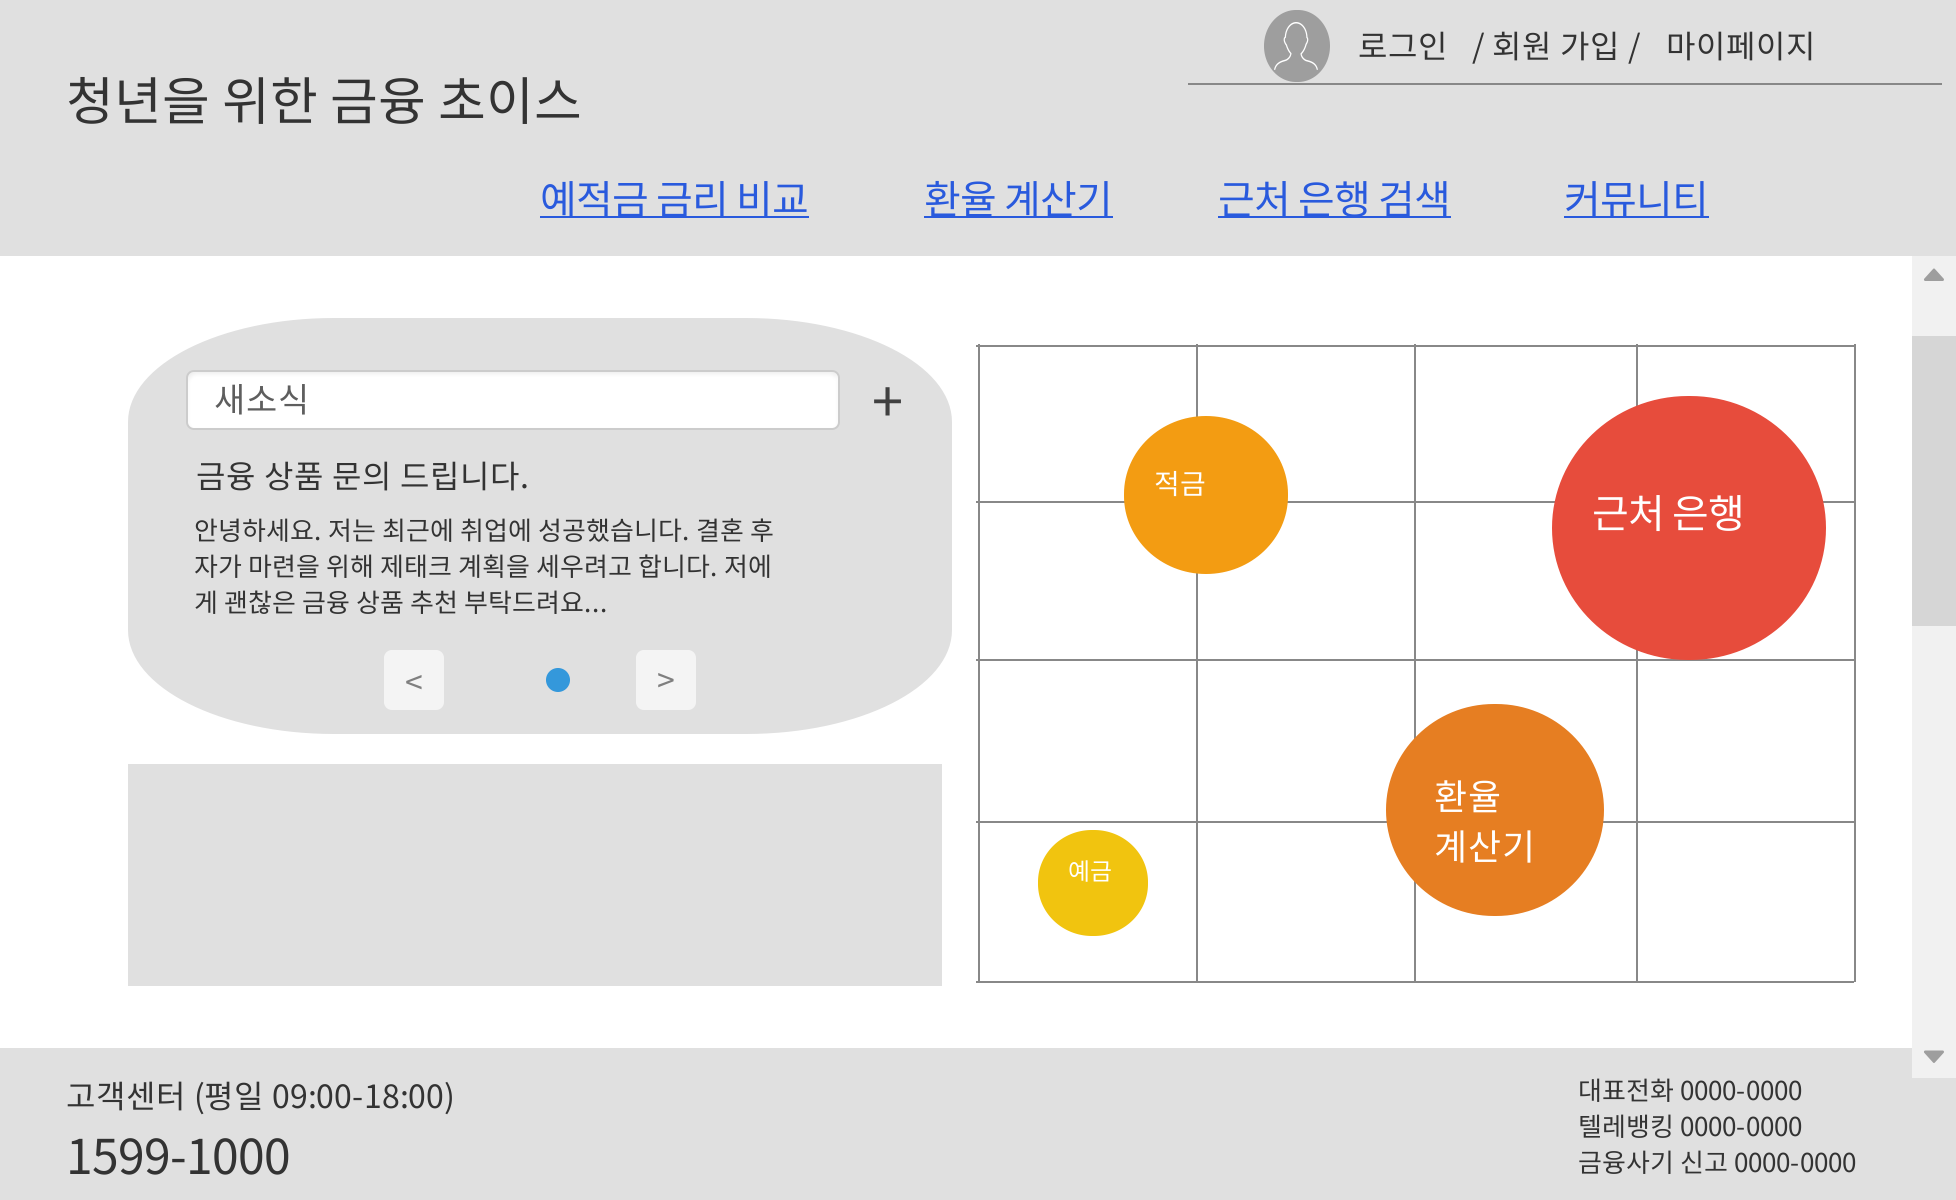 로그인 / 회원 가입 / 마이페이지
청년을 위한 금융 초이스
예적금 금리 비교 환율 계산기 근처 은행 검색 커뮤니티
새소식 +
금융 상품 문의 드립니다.
안녕하세요. 저는 최근에 취업에 성공했습니다. 결혼 후
자가 마련을 위해 제태크 계획을 세우려고 합니다. 저에
게 괜찮은 금융 상품 추천 부탁드려요...
< >
적금
근처 은행
환율
계산기
예금
고객센터 (평일 09:00-18:00)
1599-1000
대표전화 0000-0000
텔레뱅킹 0000-0000
금융사기 신고 0000-0000